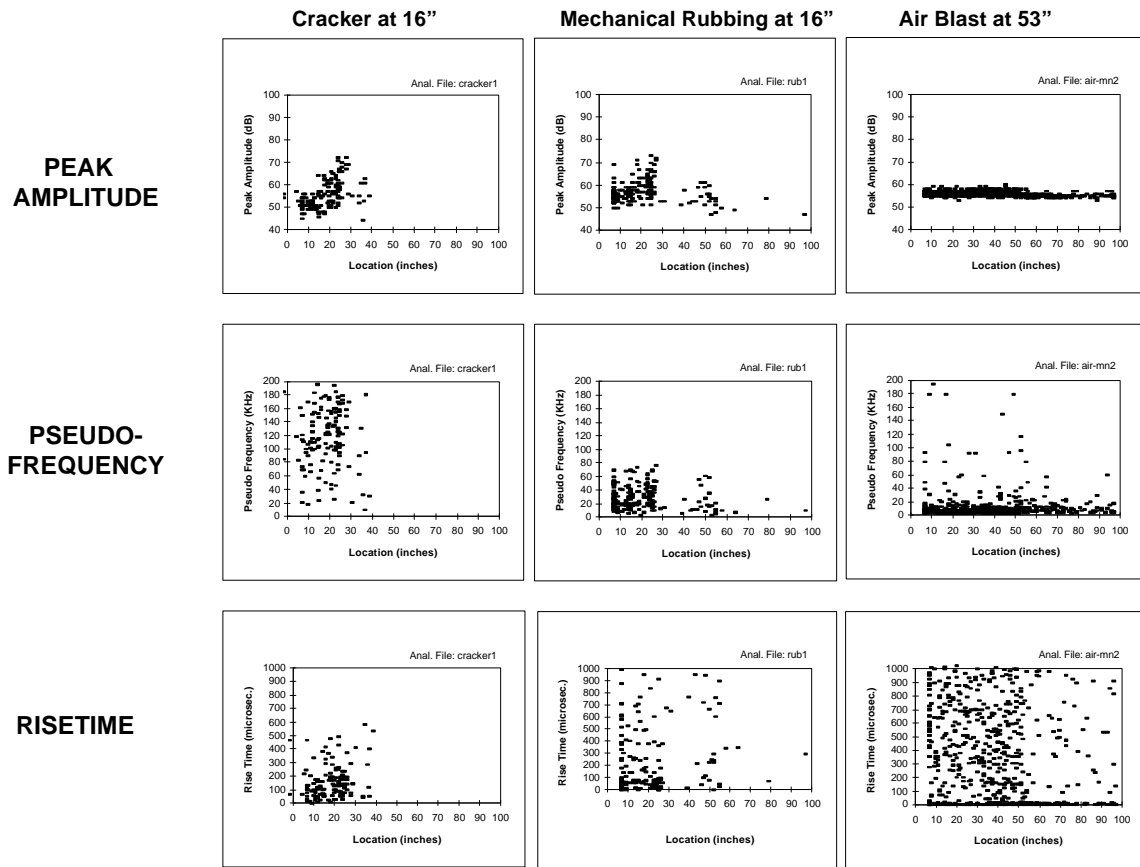 Cracker at 16”
Mechanical Rubbing at 16”
Air Blast at 53”
PEAK
AMPLITUDE
Anal. File: cracker1
Peak Amplitude (dB)
100
90
80
70
60
50
40
0 10 20 30 40 50 60 70 80 90 100
Location (inches)
Anal. File: rub1
Peak Amplitude (dB)
100
90
80
70
60
50
40
0 10 20 30 40 50 60 70 80 90 100
Location (inches)
Anal. File: air-mn2
Peak Amplitude (dB)
100
90
80
70
60
50
40
0 10 20 30 40 50 60 70 80 90 100
Location (inches)
PSEUDO-
FREQUENCY
Anal. File: cracker1
Pseudo Frequency (KHz)
200
180
160
140
120
100
80
60
40
20
0
0 10 20 30 40 50 60 70 80 90 100
Location (inches)
Anal. File: rub1
Pseudo Frequency (KHz)
200
180
160
140
120
100
80
60
40
20
0
0 10 20 30 40 50 60 70 80 90 100
Location (inches)
Anal. File: air-mn2
Pseudo Frequency (KHz)
200
180
160
140
120
100
80
60
40
20
0
0 10 20 30 40 50 60 70 80 90 100
Location (inches)
RISETIME
Anal. File: cracker1
Rise Time (microsec.)
1000
900
800
700
600
500
400
300
200
100
0
0 10 20 30 40 50 60 70 80 90 100
Location (inches)
Anal. File: rub1
Rise Time (microsec.)
1000
900
800
700
600
500
400
300
200
100
0
0 10 20 30 40 50 60 70 80 90 100
Location (inches)
Anal. File: air-mn2
Rise Time (microsec.)
1000
900
800
700
600
500
400
300
200
100
0
0 10 20 30 40 50 60 70 80 90 100
Location (inches)